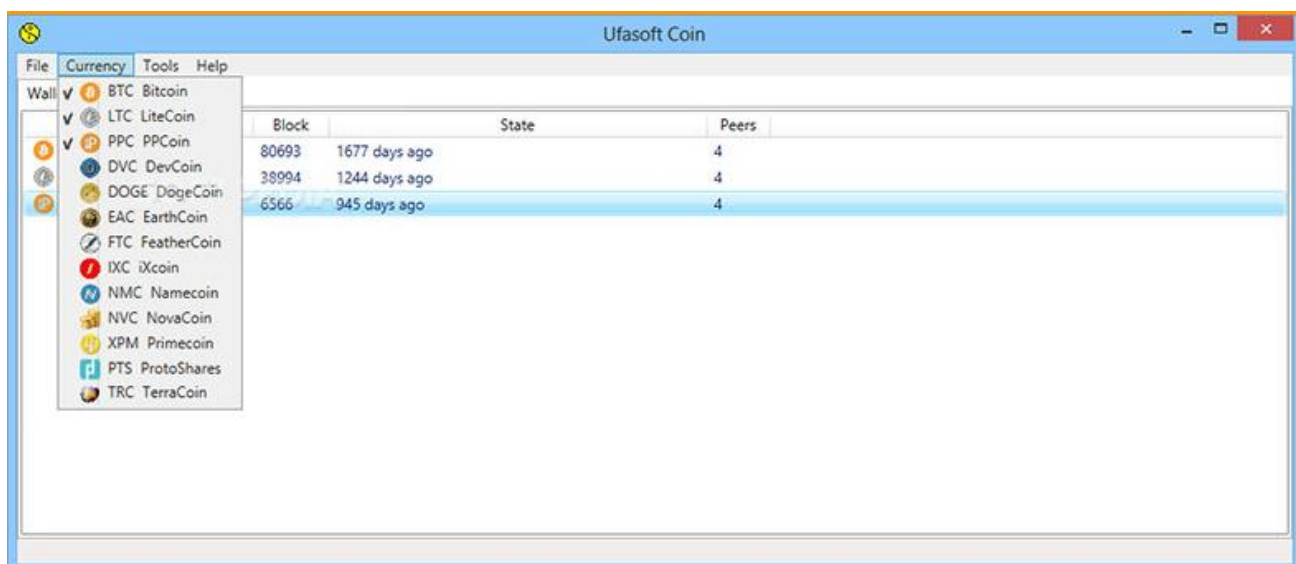 Ufasoft Coin
File Currency Tools Help
Wall
BTC Bitcoin
LTC LiteCoin
PPC PPCoin
DVC DevCoin
DOGE DogeCoin
EAC EarthCoin
FTC FeatherCoin
IXC iXcoin
NMC Namecoin
NVC NovaCoin
XPM Primecoin
PTS ProtoShares
TRC TerraCoin
Block State Peers
80693 1677 days ago 4
38994 1244 days ago 4
6566 945 days ago 4